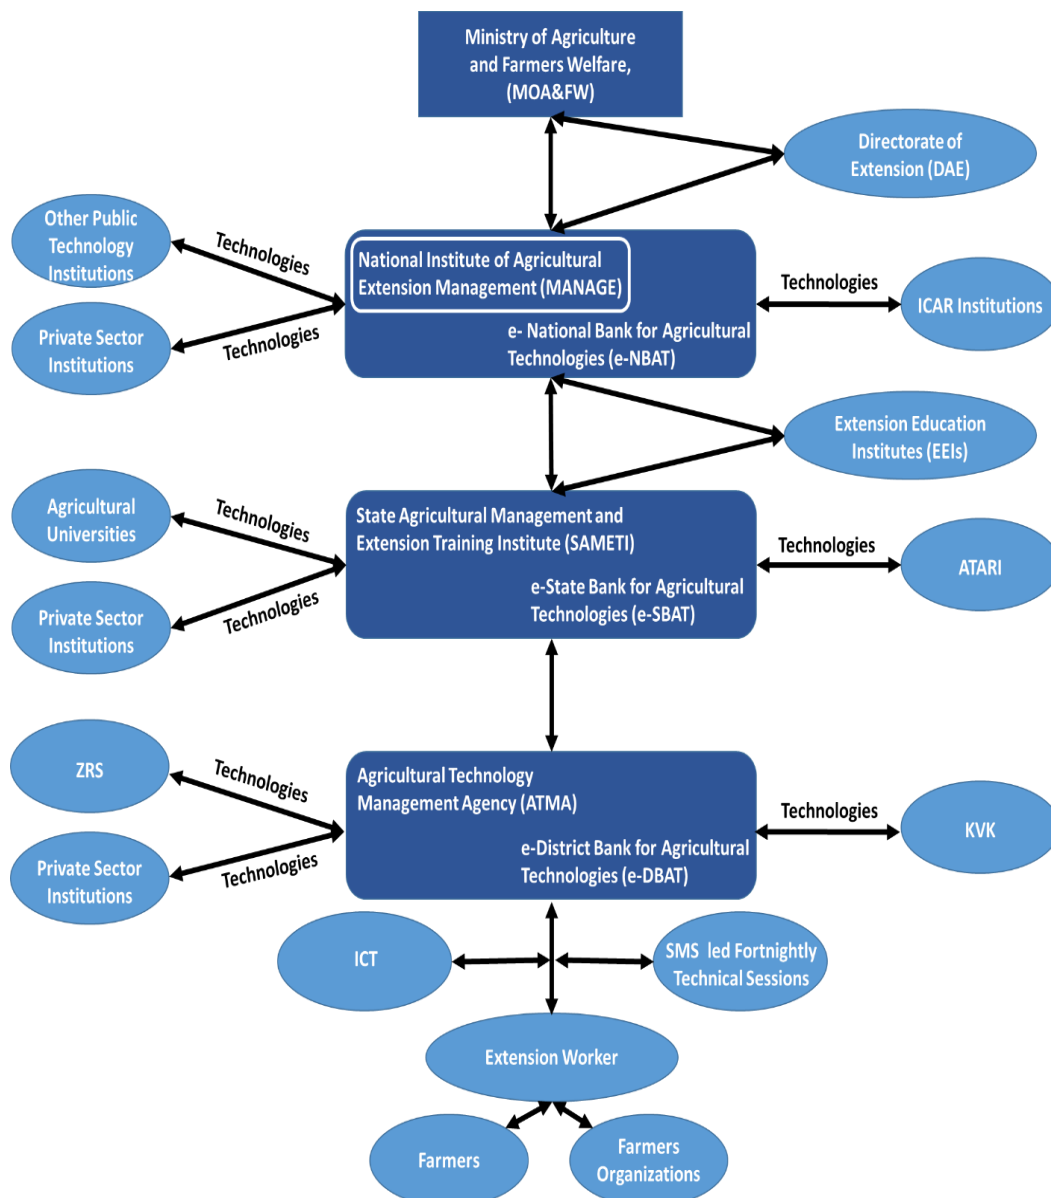 Ministry of Agriculture
and Farmers Welfare,
(MOA&FW)
Directorate of
Extension (DAE)
Other Public
Technology
Institutions
Technologies
National Institute of Agricultural
Extension Management (MANAGE)
Technologies
ICAR Institutions
Private Sector
Institutions
Technologies
e- National Bank for Agricultural
Technologies (e-NBAT)
Extension Education
Institutes (EEIs)
Agricultural
Universities
Technologies
State Agricultural Management and
Extension Training Institute (SAMETI)
Technologies
ATARI
Private Sector
Institutions
Technologies
e-State Bank for Agricultural
Technologies (e-SBAT)
ZRS
Technologies
Agricultural Technology
Management Agency (ATMA)
Technologies
KVK
Private Sector
Institutions
Technologies
e-District Bank for Agricultural
Technologies (e-DBAT)
ICT
SMS led Fortnightly
Technical Sessions
Extension Worker
Farmers
Farmers
Organizations